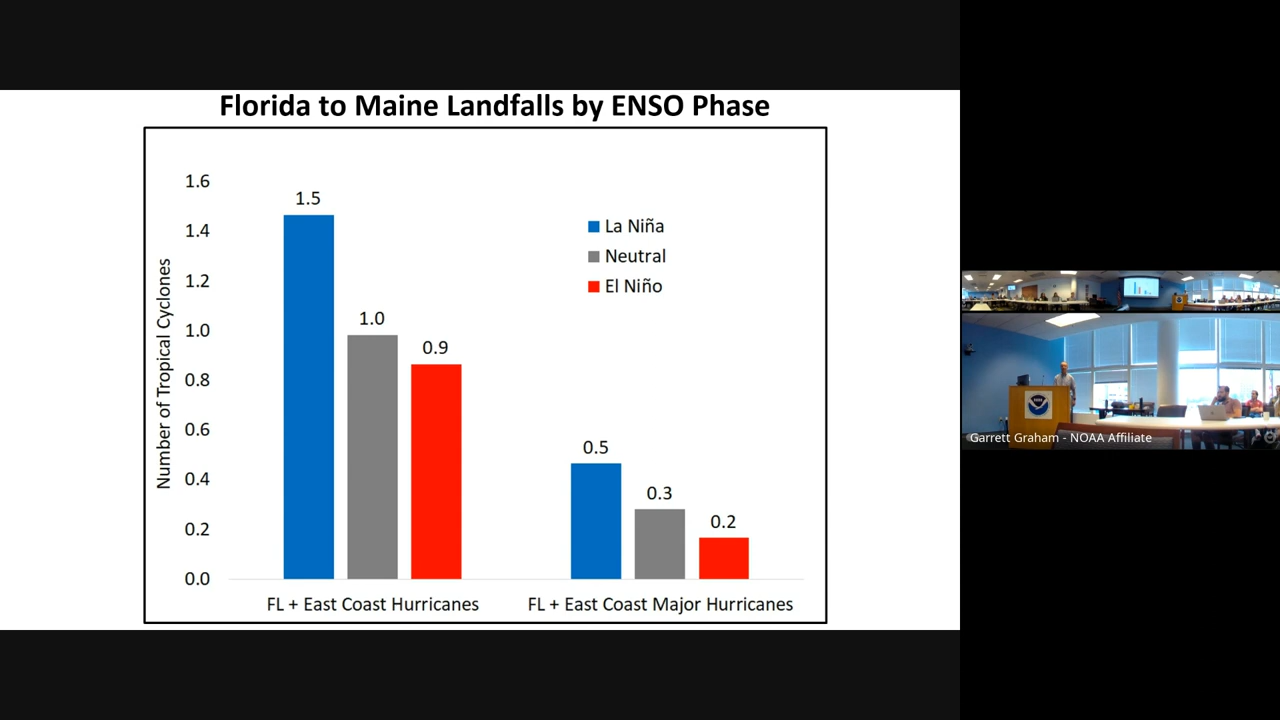 Florida to Maine Landfalls by ENSO Phase
Number of Tropical Cyclones
1.6
1.4
1.2
1.0
0.8
0.6
0.4
0.2
0.0
1.5
1.0
0.9
0.5
0.3
0.2
La Niña
Neutral
El Niño
FL + East Coast Hurricanes
FL + East Coast Major Hurricanes
Garrett Graham - NOAA Affiliate